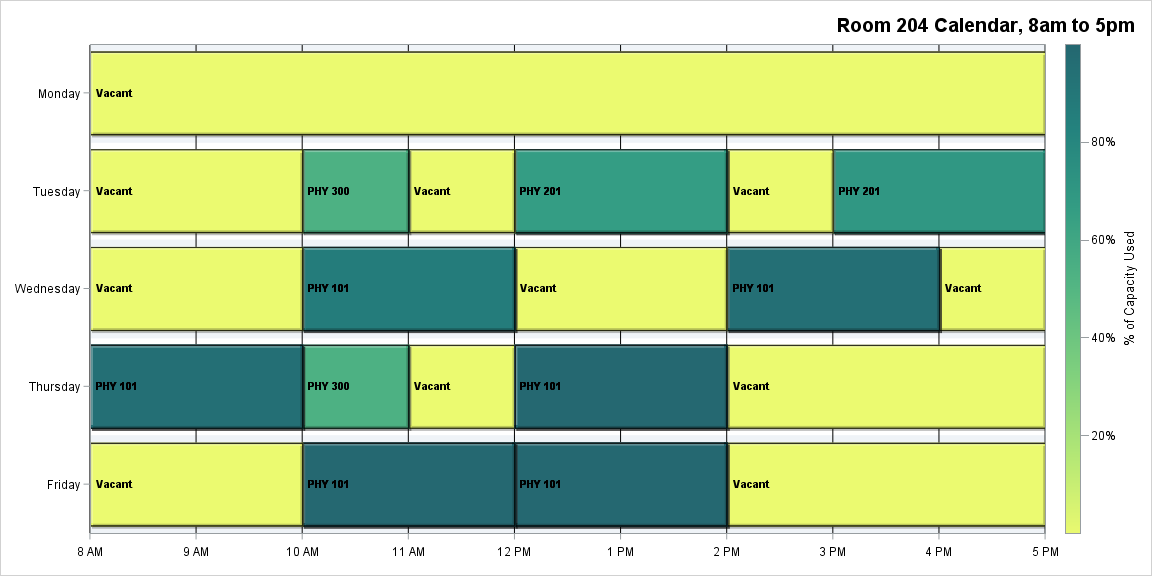 Room 204 Calendar, 8am to 5pm
Monday
Vacant
Tuesday
Vacant
PHY 300
Vacant
PHY 201
Vacant
PHY 201
Wednesday
Vacant
PHY 101
Vacant
PHY 101
Vacant
Thursday
PHY 101
PHY 300
Vacant
PHY 101
Vacant
Friday
Vacant
PHY 101
PHY 101
Vacant
8 AM
9 AM
10 AM
11 AM
12 PM
1 PM
2 PM
3 PM
4 PM
5 PM
80%
60%
40%
20%
% of Capacity Used